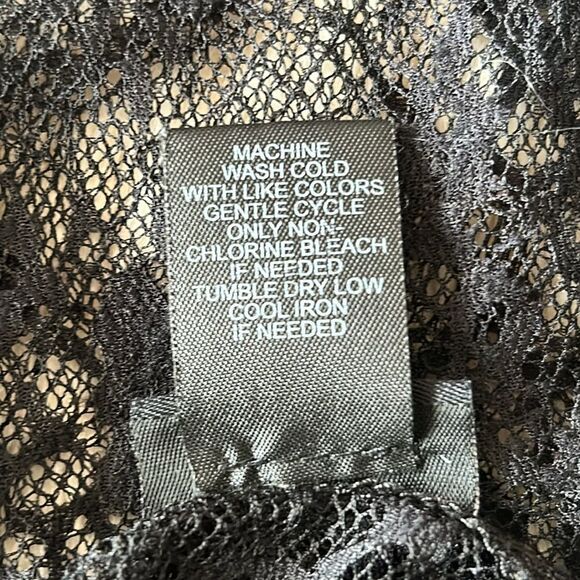 MACHINE
WASH COLD
WITH LIKE COLORS
GENTLE CYCLE
ONLY NON-
CHLORINE BLEACH
IF NEEDED
TUMBLE DRY LOW
COOL IRON
IF NEEDED